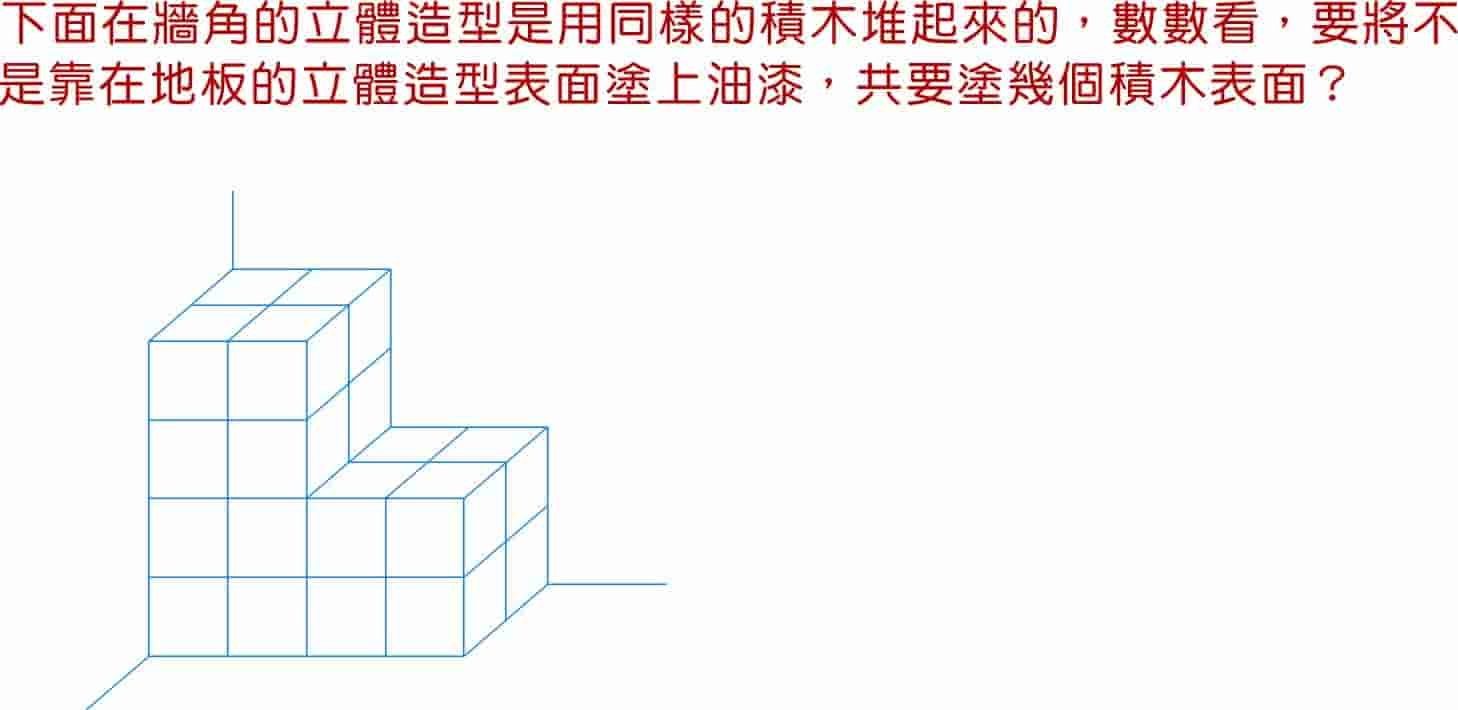 下面在牆角的立體造型是用同樣的積木堆起來的，數數看，要將不
是靠在地板的立體造型表面塗上油漆，共要塗幾個積木表面？